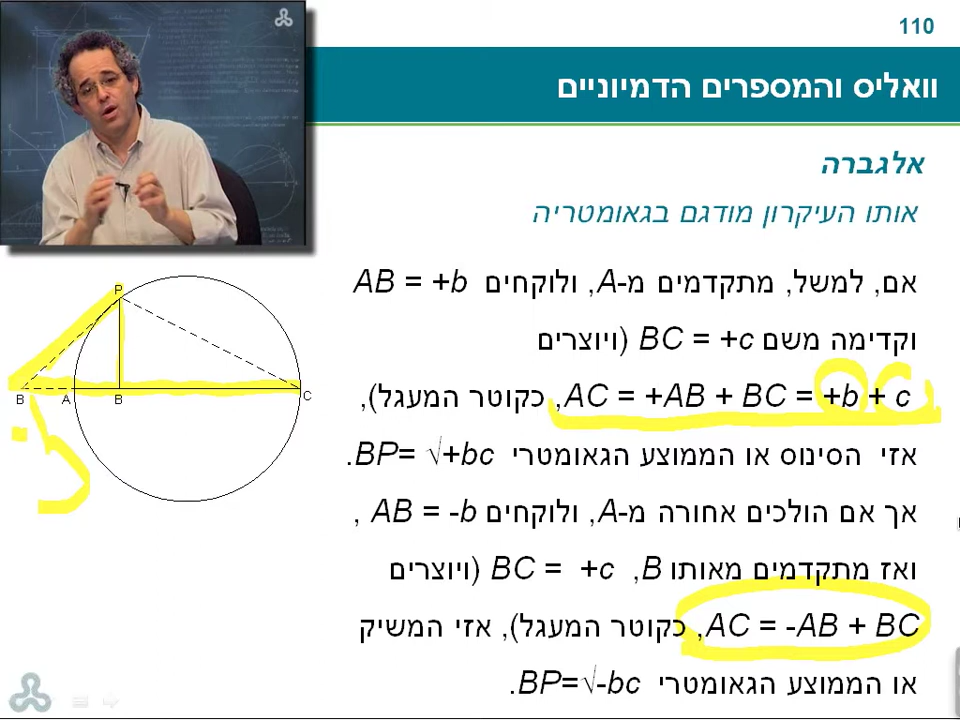 110
וואליס והמספרים הדמיוניים
אלגברה
אותו העיקרון מודגם בגאומטריה
אם, למשל, מתקדמים מ-A, ולוקחים AB = +b
וקדימה משם BC = +c (ויוצרים
AC = +AB + BC = +b + c, כקוטר המעגל),
אזי הסינוס או הממוצע הגאומטרי BP= √+bc.
אך אם הולכים אחורה מ-A, ולוקחים AB = -b ,
ואז מתקדמים מאותו B, BC = +c (ויוצרים
AC = -AB + BC, כקוטר המעגל), אזי המשיק
או הממוצע הגאומטרי BP=√-bc.
P
B A B C